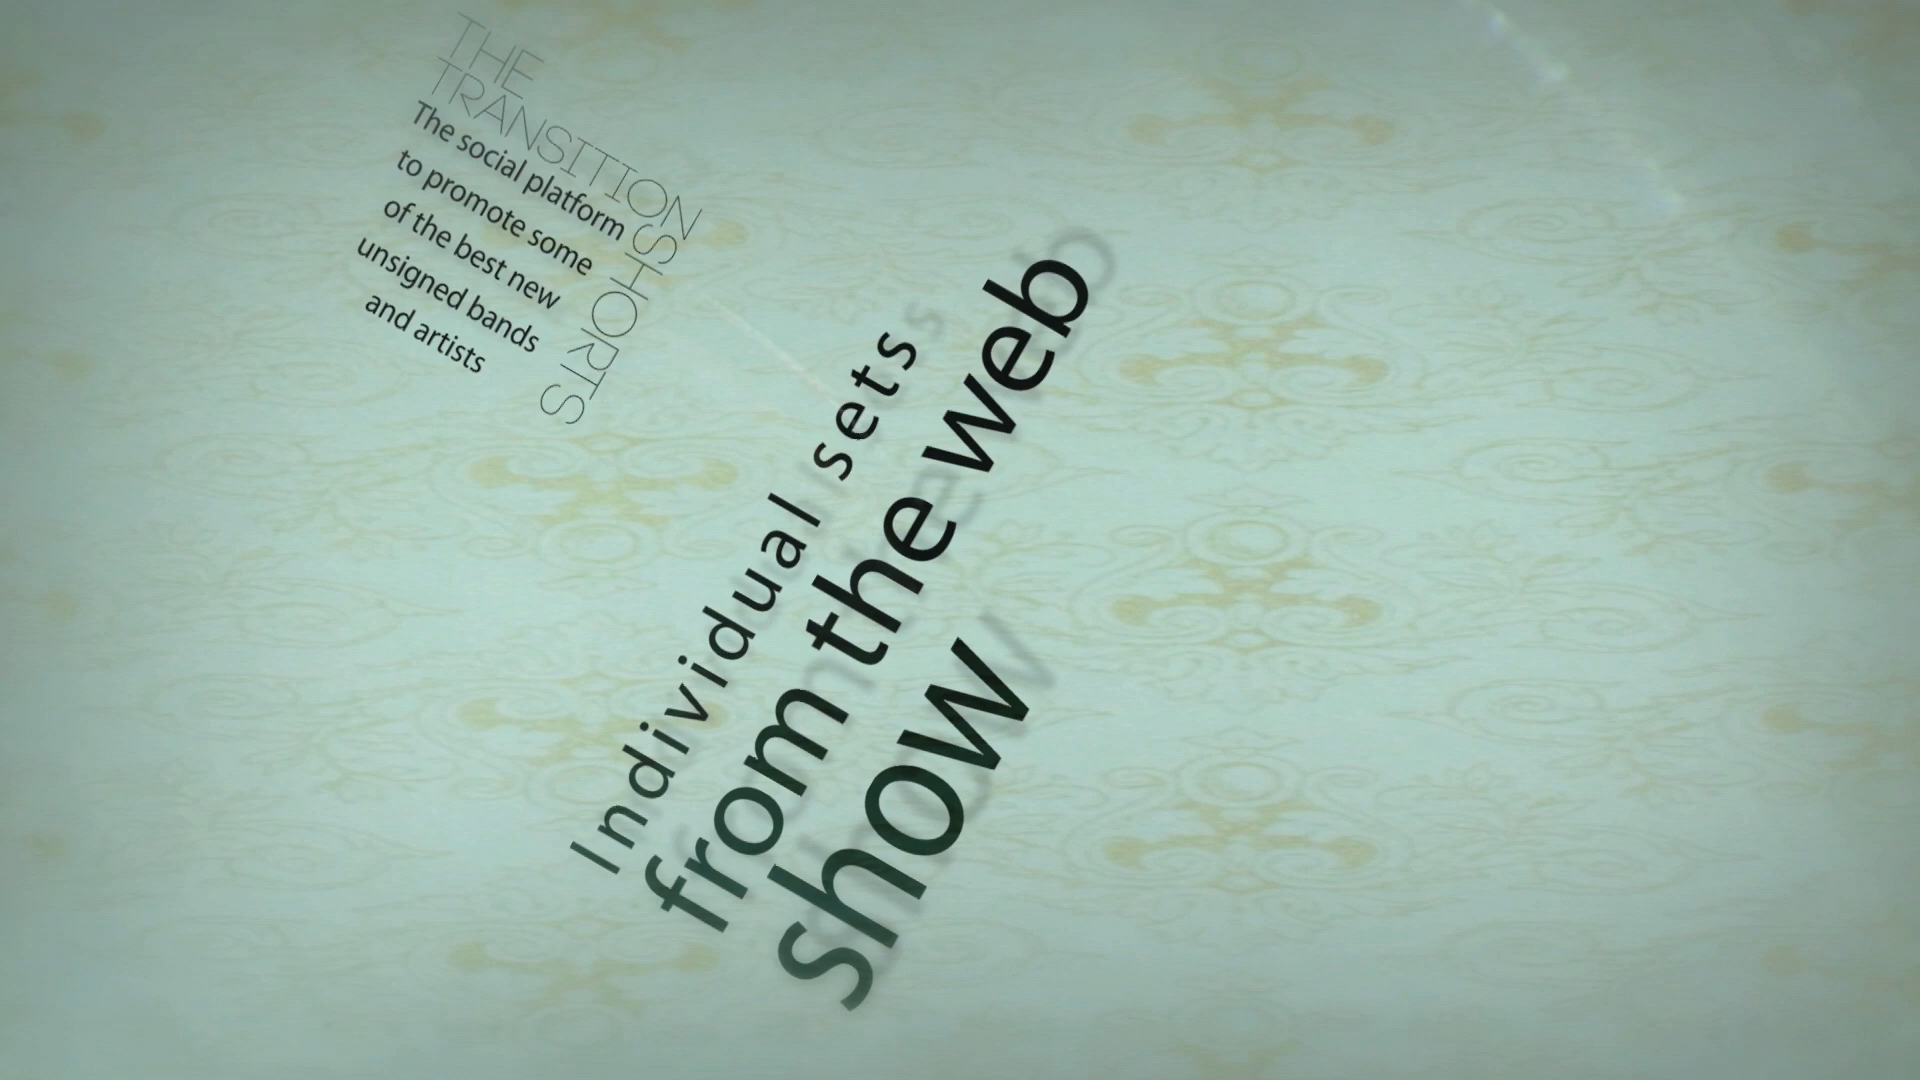 THE
TRANSITION
SHORTS
The social platform
to promote some
of the best new
unsigned bands
and artists
Individual sets
from the web
show